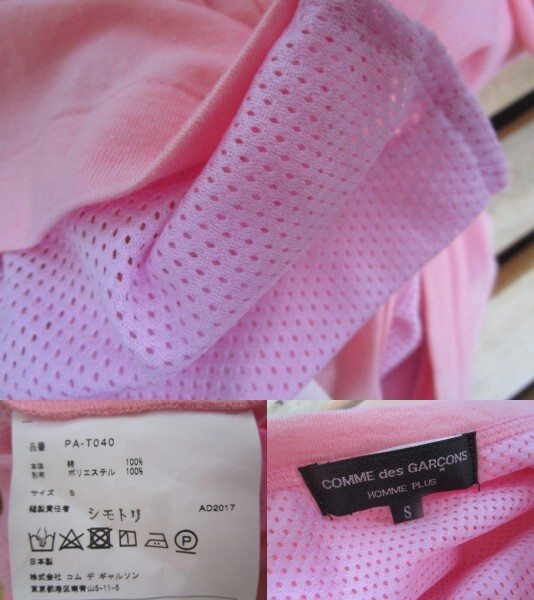 品番 PA-T040
本体 綿 100%
別布 ポリエステル 100%
サイズ S
縫製責任者 シモトリ AD2017
日本製
株式会社 コム デ ギャルソン
東京都港区南青山5-11-5
COMME des GARÇONS
HOMME PLUS
S